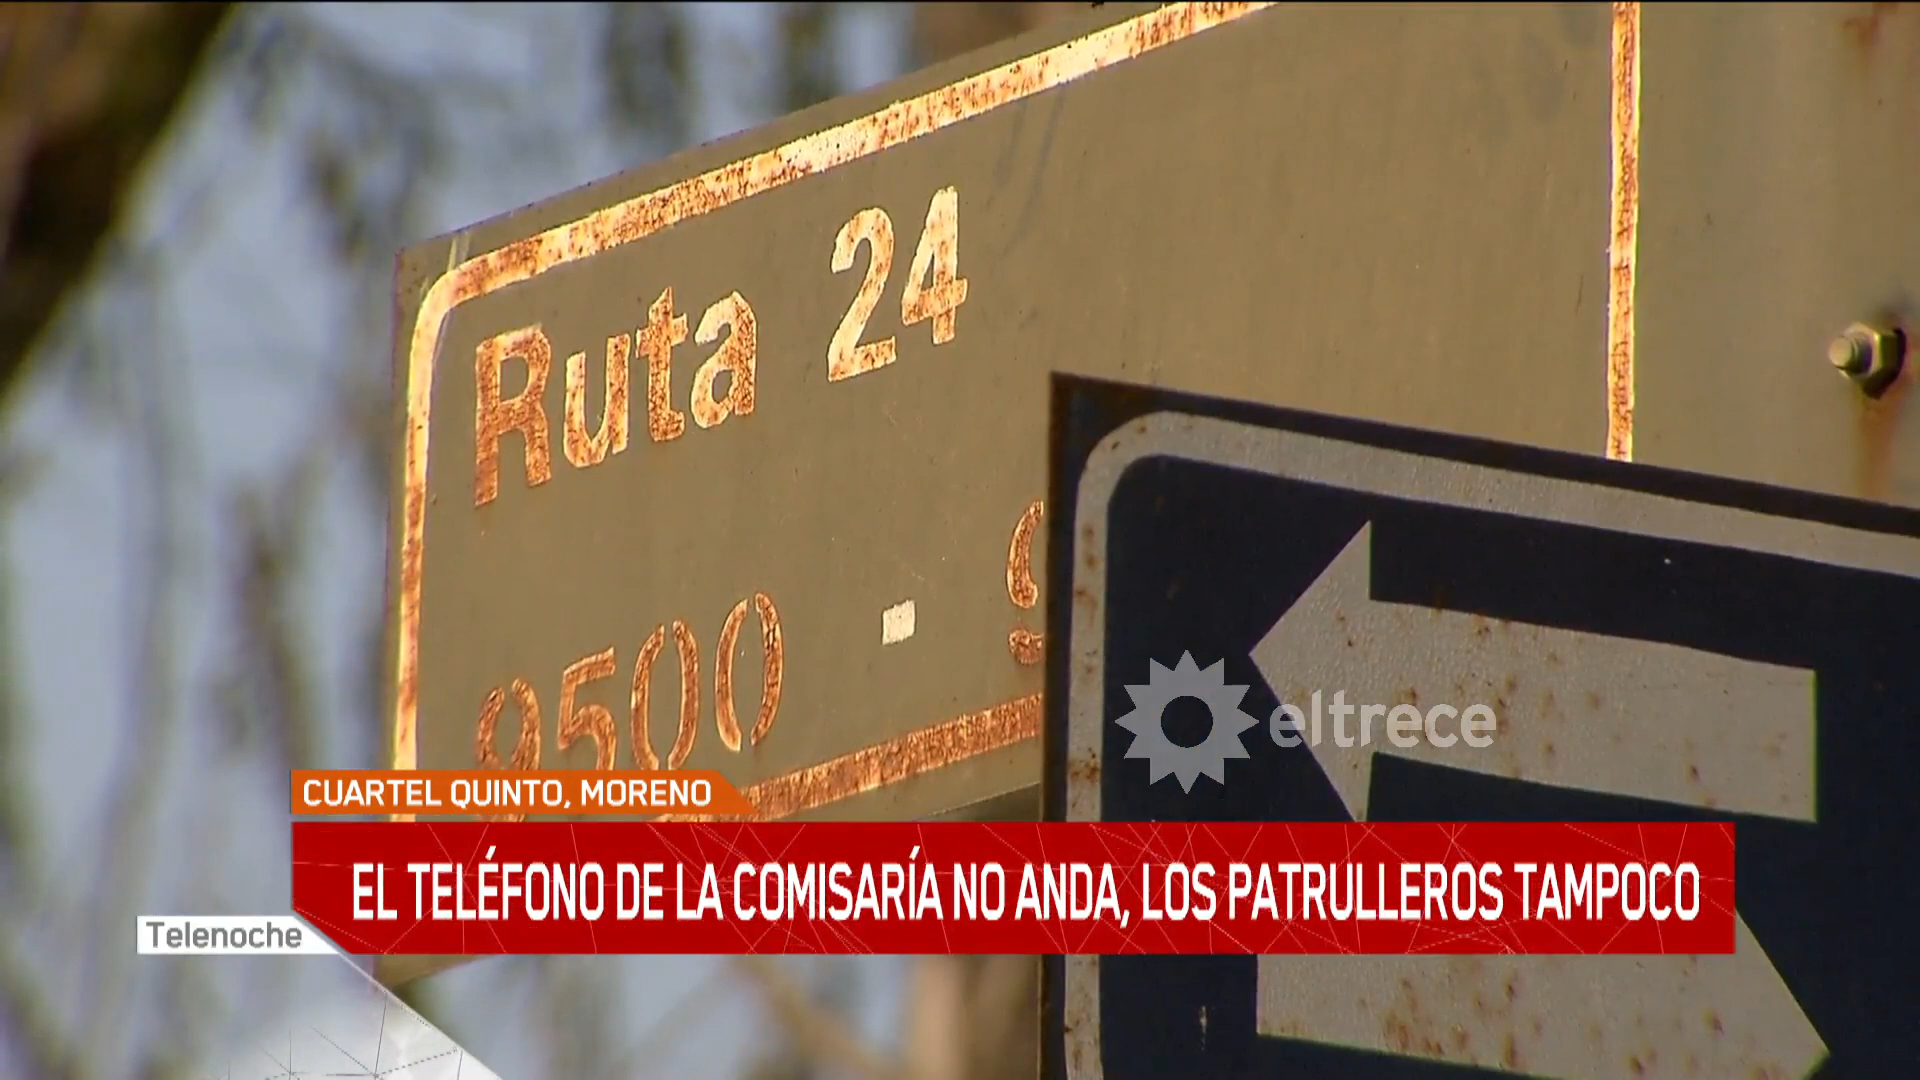 Ruta 24
9500 -
eltrece
CUARTEL QUINTO, MORENO
EL TELÉFONO DE LA COMISARÍA NO ANDA, LOS PATRULLEROS TAMPOCO
Telenoche